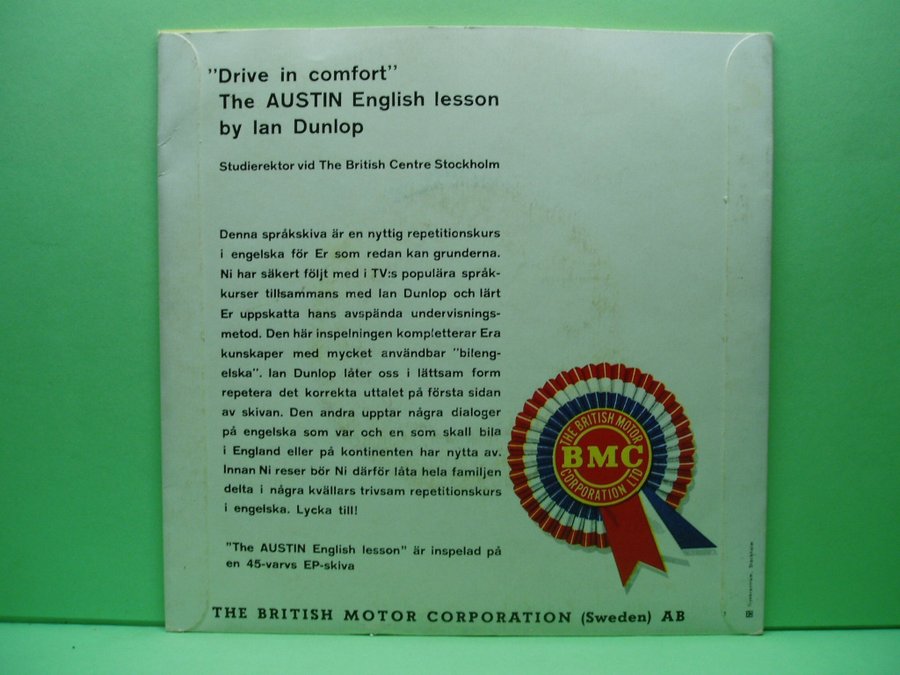 "Drive in comfort"
The AUSTIN English lesson
by Ian Dunlop
Studierektor vid The British Centre Stockholm
Denna språkskiva är en nyttig repetitionskurs
i engelska för Er som redan kan grunderna.
Ni har säkert följt med i TV:s populära språk-
kurser tillsammans med Ian Dunlop och lärt
Er uppskatta hans avspända undervisnings-
metod. Den här inspelningen kompletterar Era
kunskaper med mycket användbar "bileng-
elska". Ian Dunlop låter oss i lättsam form
repetera det korrekta uttalet på första sidan
av skivan. Den andra upptar några dialoger
på engelska som var och en som skall bila
i England eller på kontinenten har nytta av.
Innan Ni reser bör Ni därför låta hela familjen
delta i några kvällars trivsam repetitionskurs
i engelska. Lycka till!
"The AUSTIN English lesson" är inspelad på
en 45-varvs EP-skiva
THE BRITISH MOTOR
BMC
CORPORATION LTD
THE BRITISH MOTOR CORPORATION (Sweden) AB
Stockholm